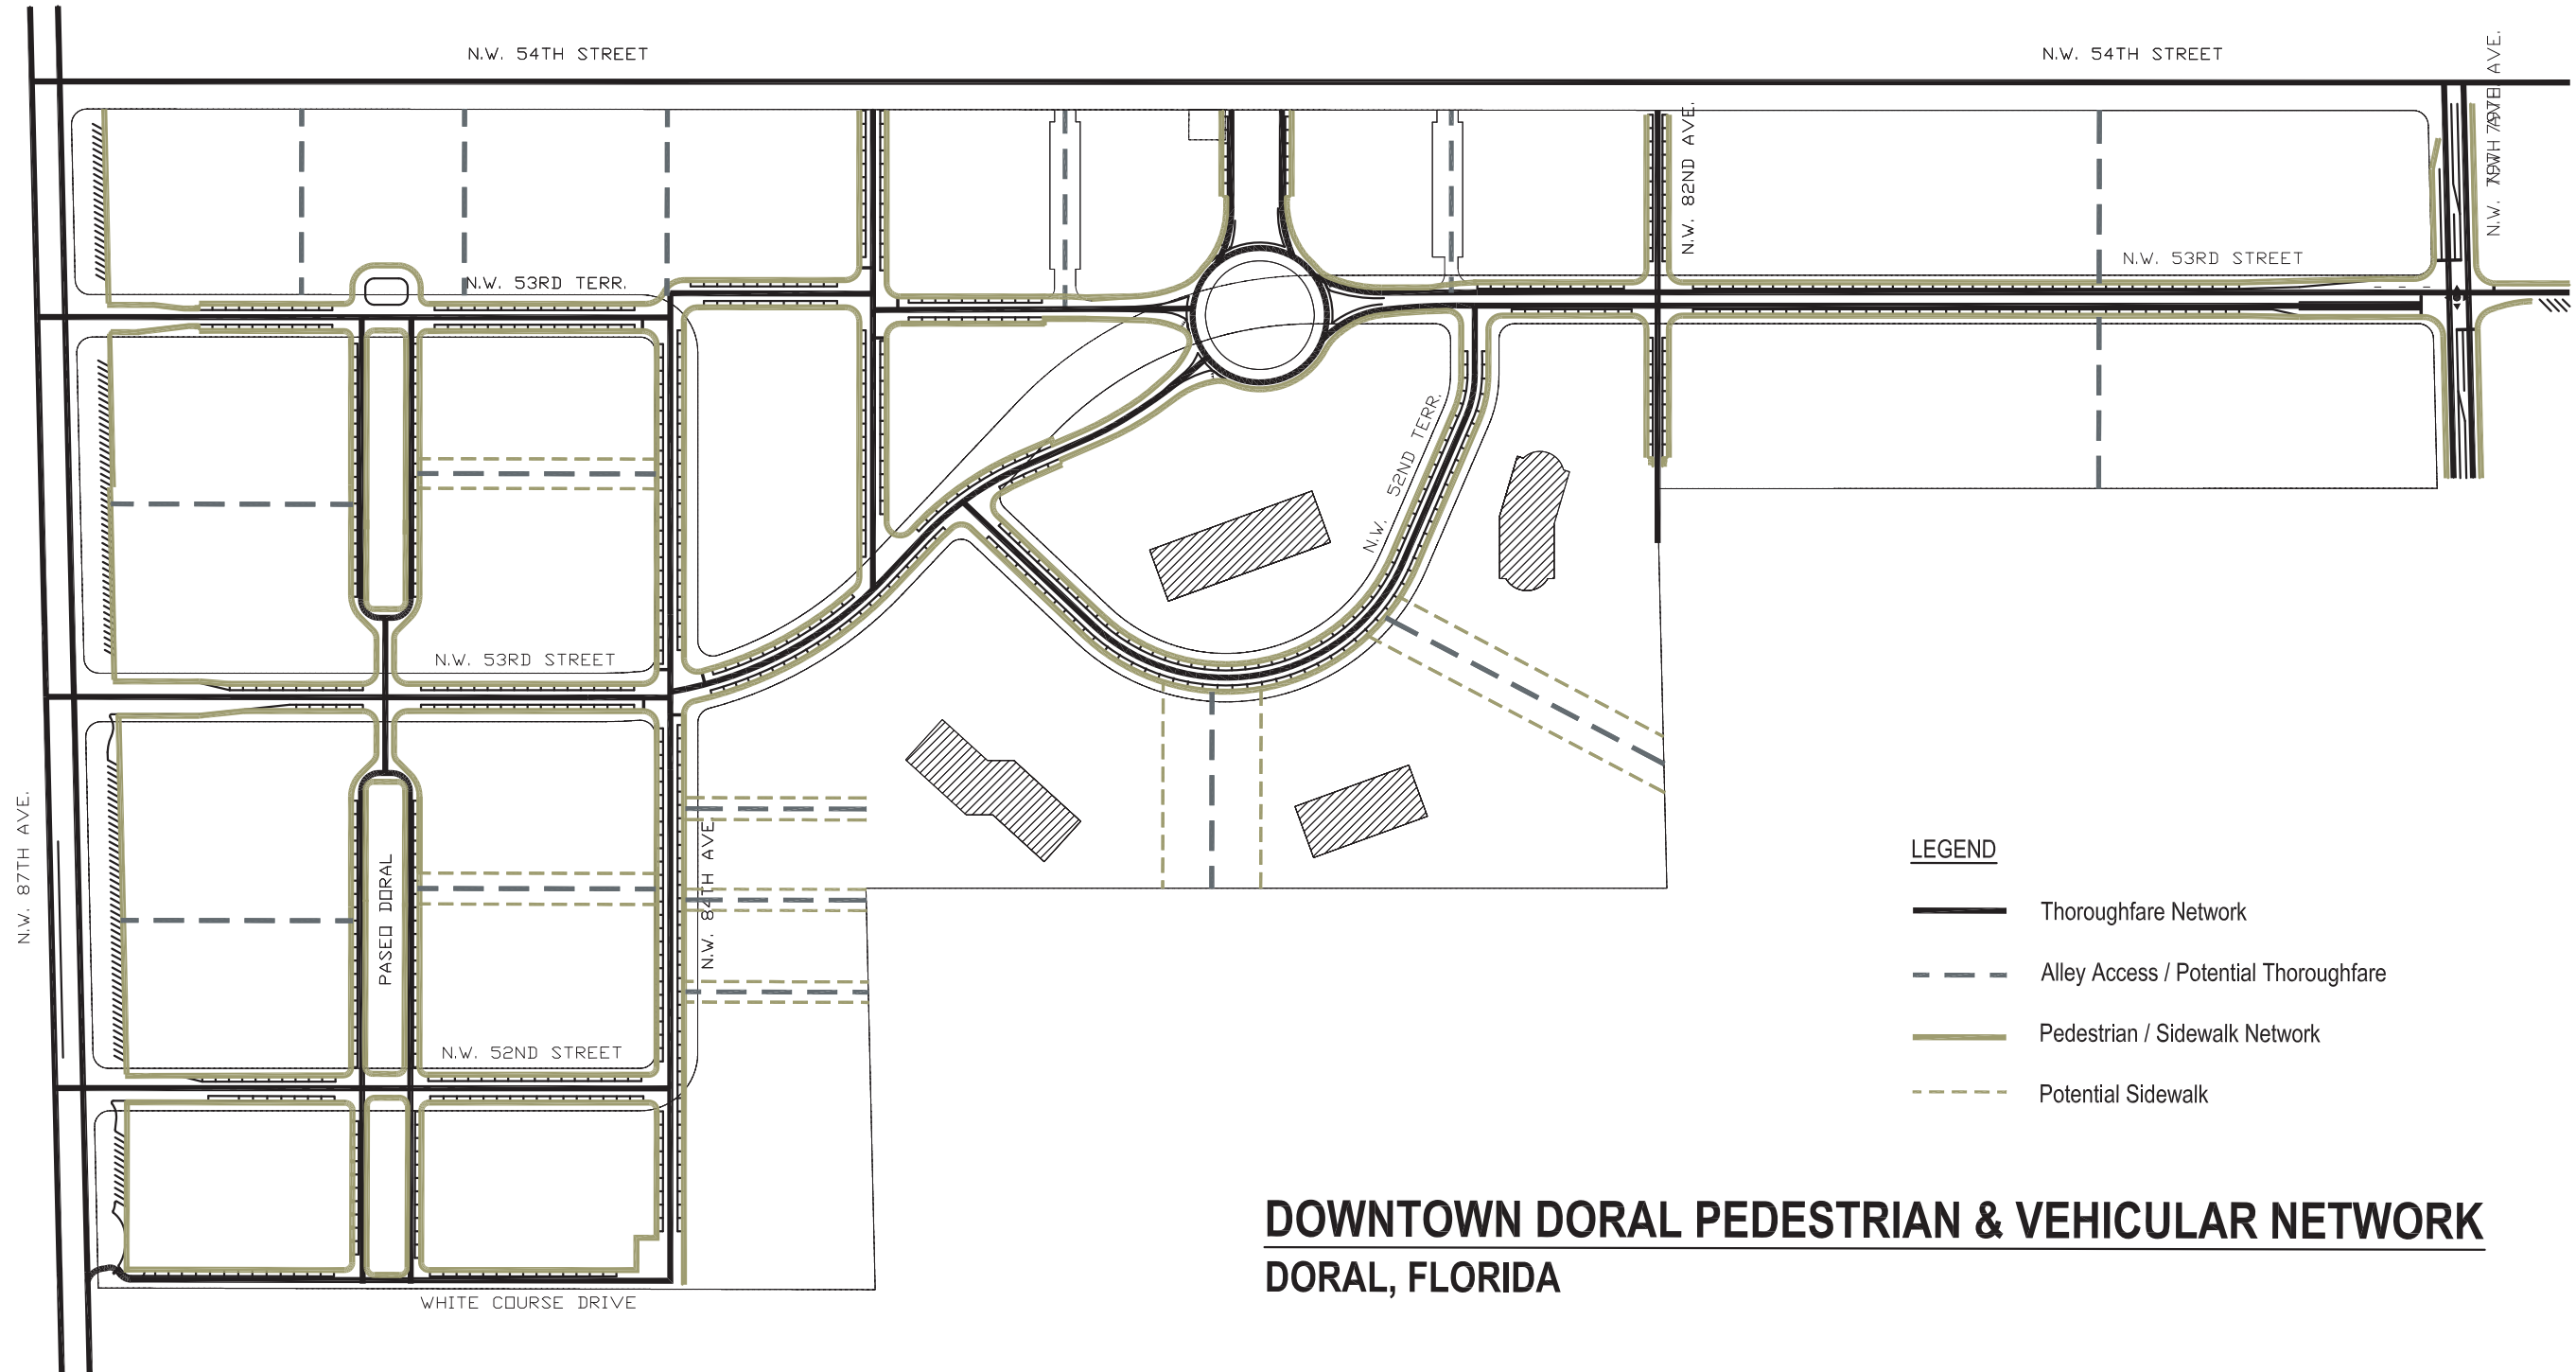 N.W. 54TH STREET
N.W. 54TH STREET
N.W. 82ND AVE.
N.W. 53RD STREET
N.W. 53RD TERR.
N.W. 52ND TERR.
N.W. 53RD STREET
N.W. 87TH AVE.
PASEO DORAL
N.W. 84TH AVE.
N.W. 52ND STREET
WHITE COURSE DRIVE
LEGEND
Thoroughfare Network
Alley Access / Potential Thoroughfare
Pedestrian / Sidewalk Network
Potential Sidewalk
DOWNTOWN DORAL PEDESTRIAN & VEHICULAR NETWORK
DORAL, FLORIDA